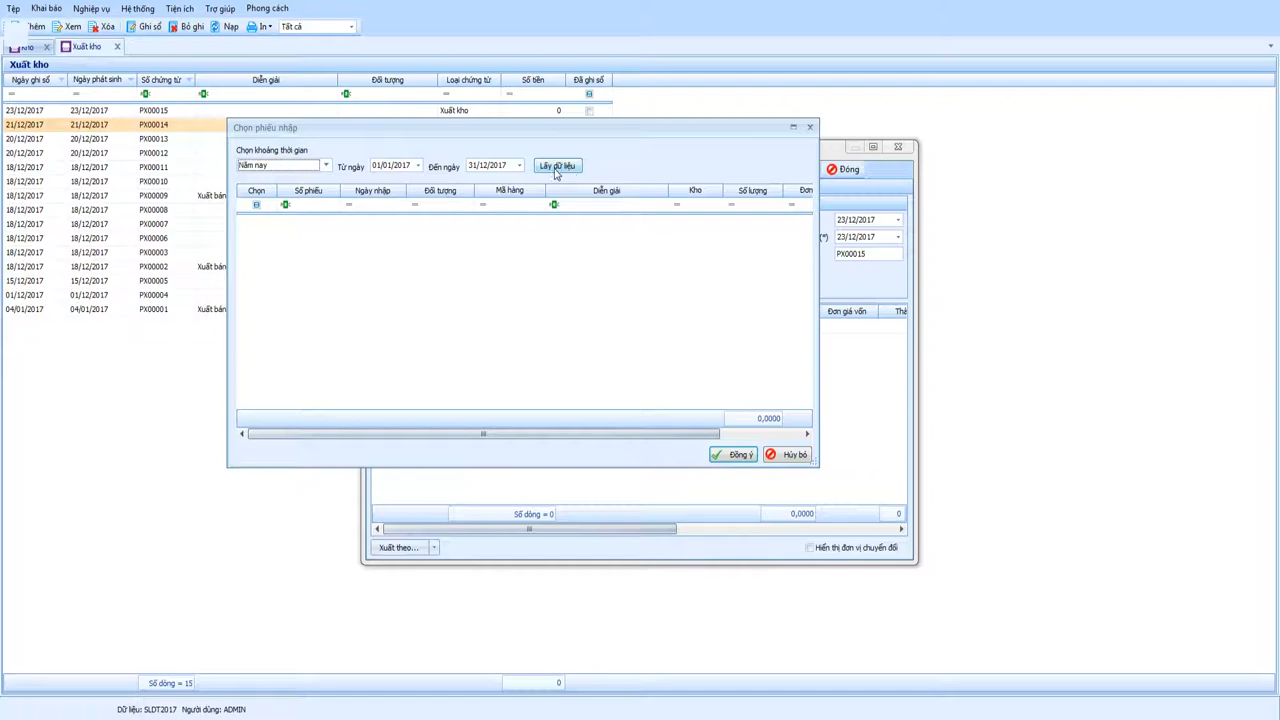 Tệp Khai báo Nghiệp vụ Hệ thống Tiện ích Trợ giúp Phong cách
Thêm Xem Xóa Ghi sổ Bỏ ghi Nạp In Tất cả
Kho Xuất kho
Xuất kho
Ngày ghi sổ Ngày phát sinh Số chứng từ Diễn giải Đối tượng Loại chứng từ Số tiền Đã ghi sổ
23/12/2017 23/12/2017 PX00015 Xuất kho 0
21/12/2017 21/12/2017 PX00014
20/12/2017 20/12/2017 PX00013
20/12/2017 20/12/2017 PX00012
18/12/2017 18/12/2017 PX00011
18/12/2017 18/12/2017 PX00010
18/12/2017 18/12/2017 PX00009 Xuất bán
18/12/2017 18/12/2017 PX00008
18/12/2017 18/12/2017 PX00007
18/12/2017 18/12/2017 PX00006
18/12/2017 18/12/2017 PX00003
18/12/2017 18/12/2017 PX00002 Xuất bán
15/12/2017 15/12/2017 PX00005
01/12/2017 01/12/2017 PX00004
04/01/2017 04/01/2017 PX00001 Xuất bán
Chọn phiếu nhập
Chọn khoảng thời gian
Năm nay Từ ngày 01/01/2017 Đến ngày 31/12/2017 Lấy dữ liệu
Chọn Số phiếu Ngày nhập Đối tượng Mã hàng Diễn giải Kho Số lượng Đơn
0,0000
Đồng ý Hủy bỏ
Đóng
23/12/2017
(*) 23/12/2017
PX00015
Đơn giá vốn Thà
Số dòng = 0 0,0000 0
Xuất theo... Hiển thị đơn vị chuyển đổi
Số dòng = 15 0
Dữ liệu: SLDT2017 Người dùng: ADMIN